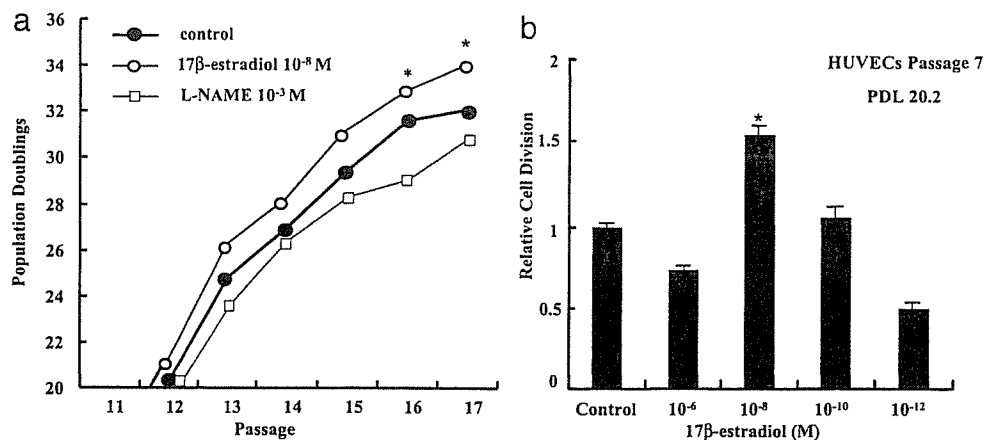 a
36
34
32
30
28
26
24
22
20
Population Doublings
control
17β-estradiol 10⁻⁸ M
L-NAME 10⁻³ M
*
*
11 12 13 14 15 16 17
Passage
b
2
1.5
1
0.5
0
Relative Cell Division
HUVECs Passage 7
PDL 20.2
*
Control 10⁻⁶ 10⁻⁸ 10⁻¹⁰ 10⁻¹²
17β-estradiol (M)